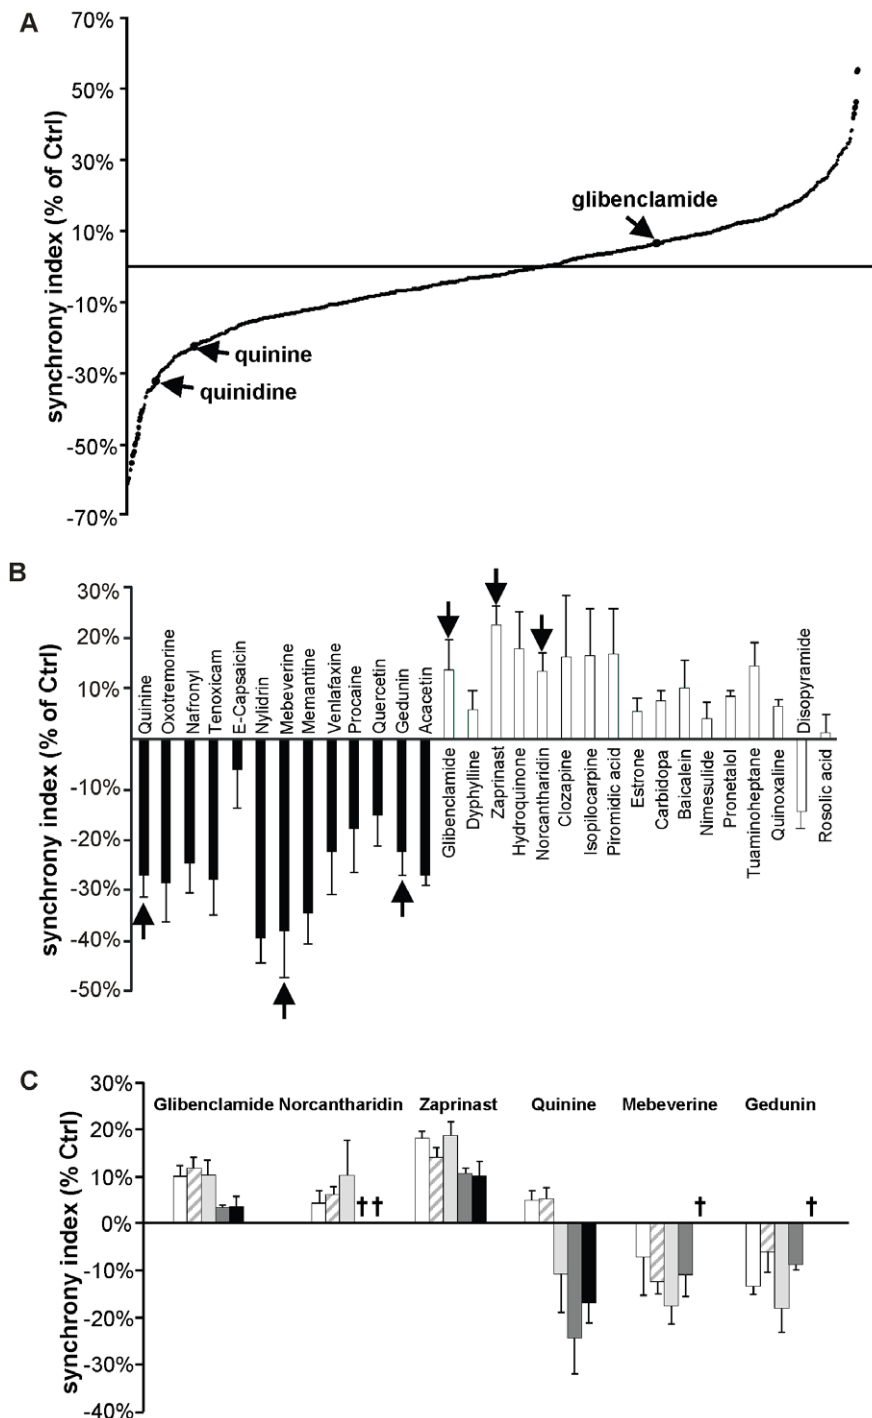 A
70%
50%
30%
10%
-10%
-30%
-50%
-70%
synchrony index (% of Ctrl)
glibenclamide
quinine
quinidine
B
30%
20%
10%
-10%
-20%
-30%
-40%
-50%
synchrony index (% of Ctrl)
Quinine
Oxotremorine
Nafronyl
Tenoxicam
E-Capsaicin
Nylidrin
Mebeverine
Memantine
Venlafaxine
Procaine
Quercetin
Gedunin
Acacetin
Glibenclamide
Dyphylline
Zaprinast
Hydroquinone
Norcantharidin
Clozapine
Isopilocarpine
Piromidic acid
Estrone
Carbidopa
Baicalein
Nimesulide
Pronetalol
Tuaminoheptane
Quinoxaline
Disopyramide
Rosolic acid
C
30%
20%
10%
0%
-10%
-20%
-30%
-40%
synchrony index (% Ctrl)
Glibenclamide Norcantharidin Zaprinast Quinine Mebeverine Gedunin
†† † †